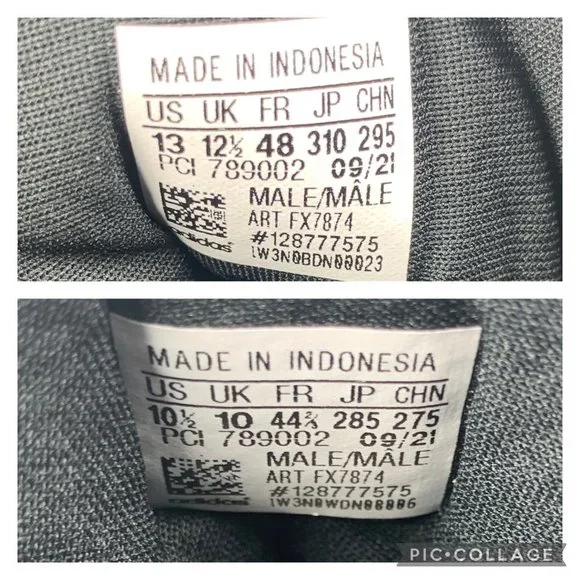 MADE IN INDONESIA
US UK FR JP CHN
13 12½ 48 310 295
PCI 789002 09/21
MALE/MÂLE
ART FX7874
adidas #128777575
1W3N0BDN00023
MADE IN INDONESIA
US UK FR JP CHN
10½ 10 44⅔ 285 275
PCI 789002 09/21
MALE/MÂLE
ART FX7874
adidas #128777575
1W3N0WDN00006
PIC•COLLAGE